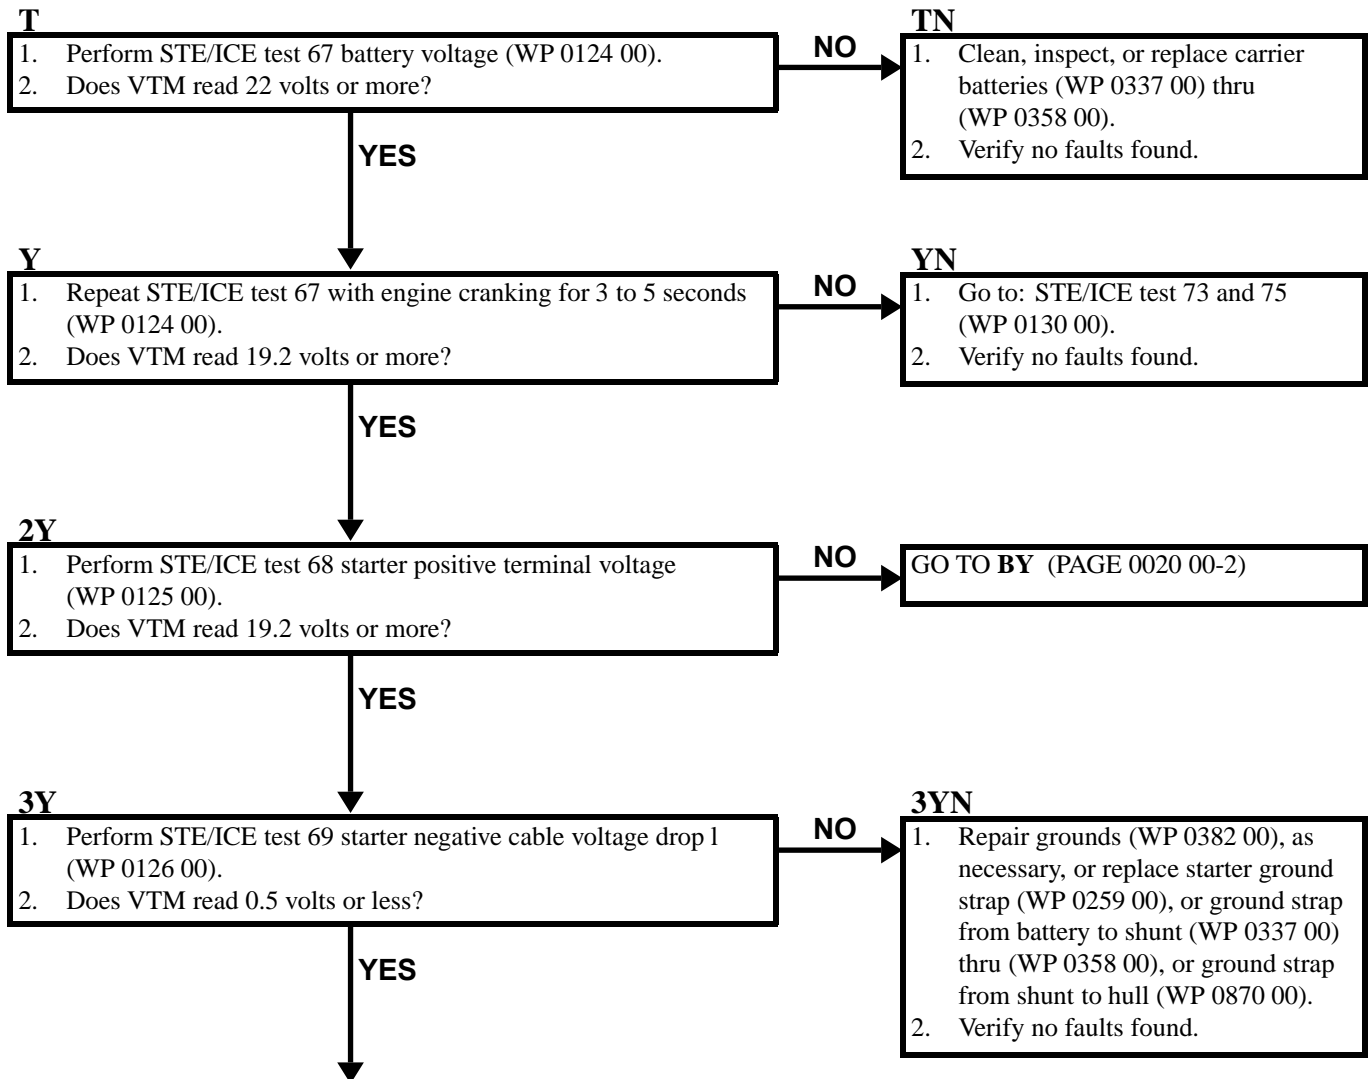 T
1. Perform STE/ICE test 67 battery voltage (WP 0124 00).
2. Does VTM read 22 volts or more?
NO
TN
1. Clean, inspect, or replace carrier
batteries (WP 0337 00) thru
(WP 0358 00).
2. Verify no faults found.
YES
Y
1. Repeat STE/ICE test 67 with engine cranking for 3 to 5 seconds
(WP 0124 00).
2. Does VTM read 19.2 volts or more?
NO
YN
1. Go to: STE/ICE test 73 and 75
(WP 0130 00).
2. Verify no faults found.
YES
2Y
1. Perform STE/ICE test 68 starter positive terminal voltage
(WP 0125 00).
2. Does VTM read 19.2 volts or more?
NO
GO TO BY (PAGE 0020 00-2)
YES
3Y
1. Perform STE/ICE test 69 starter negative cable voltage drop l
(WP 0126 00).
2. Does VTM read 0.5 volts or less?
NO
3YN
1. Repair grounds (WP 0382 00), as
necessary, or replace starter ground
strap (WP 0259 00), or ground strap
from battery to shunt (WP 0337 00)
thru (WP 0358 00), or ground strap
from shunt to hull (WP 0870 00).
2. Verify no faults found.
YES